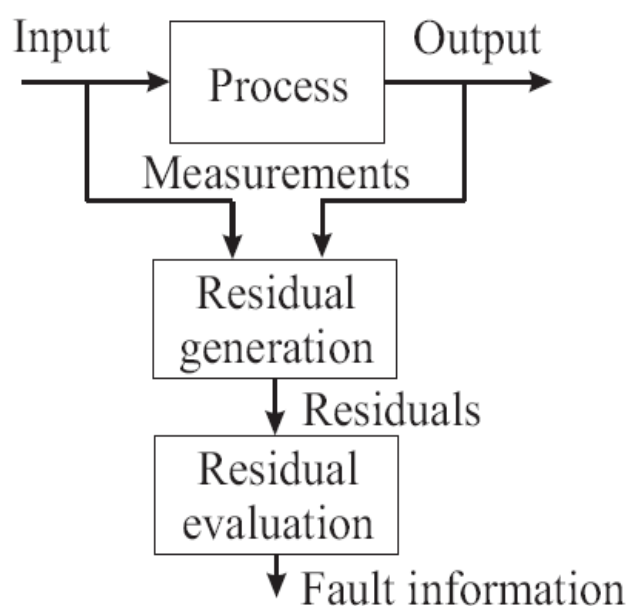 Input
Output
Process
Measurements
Residual
generation
Residuals
Residual
evaluation
Fault information